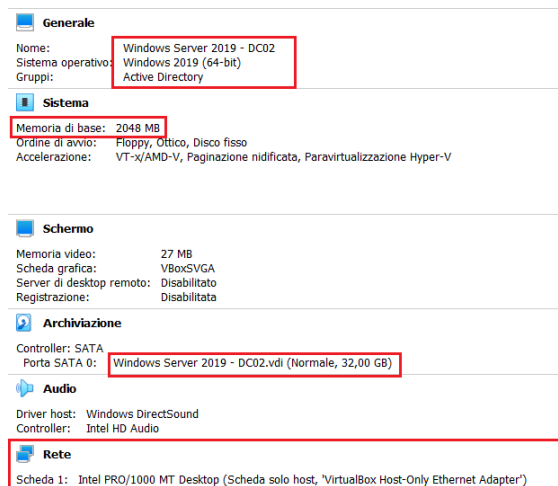 Generale
Nome: Windows Server 2019 - DC02
Sistema operativo: Windows 2019 (64-bit)
Gruppi: Active Directory
Sistema
Memoria di base: 2048 MB
Ordine di avvio: Floppy, Ottico, Disco fisso
Accelerazione: VT-x/AMD-V, Paginazione nidificata, Paravirtualizzazione Hyper-V
Schermo
Memoria video: 27 MB
Scheda grafica: VBoxSVGA
Server di desktop remoto: Disabilitato
Registrazione: Disabilitata
Archiviazione
Controller: SATA
Porta SATA 0: Windows Server 2019 - DC02.vdi (Normale, 32,00 GB)
Audio
Driver host: Windows DirectSound
Controller: Intel HD Audio
Rete
Scheda 1: Intel PRO/1000 MT Desktop (Scheda solo host, 'VirtualBox Host-Only Ethernet Adapter')